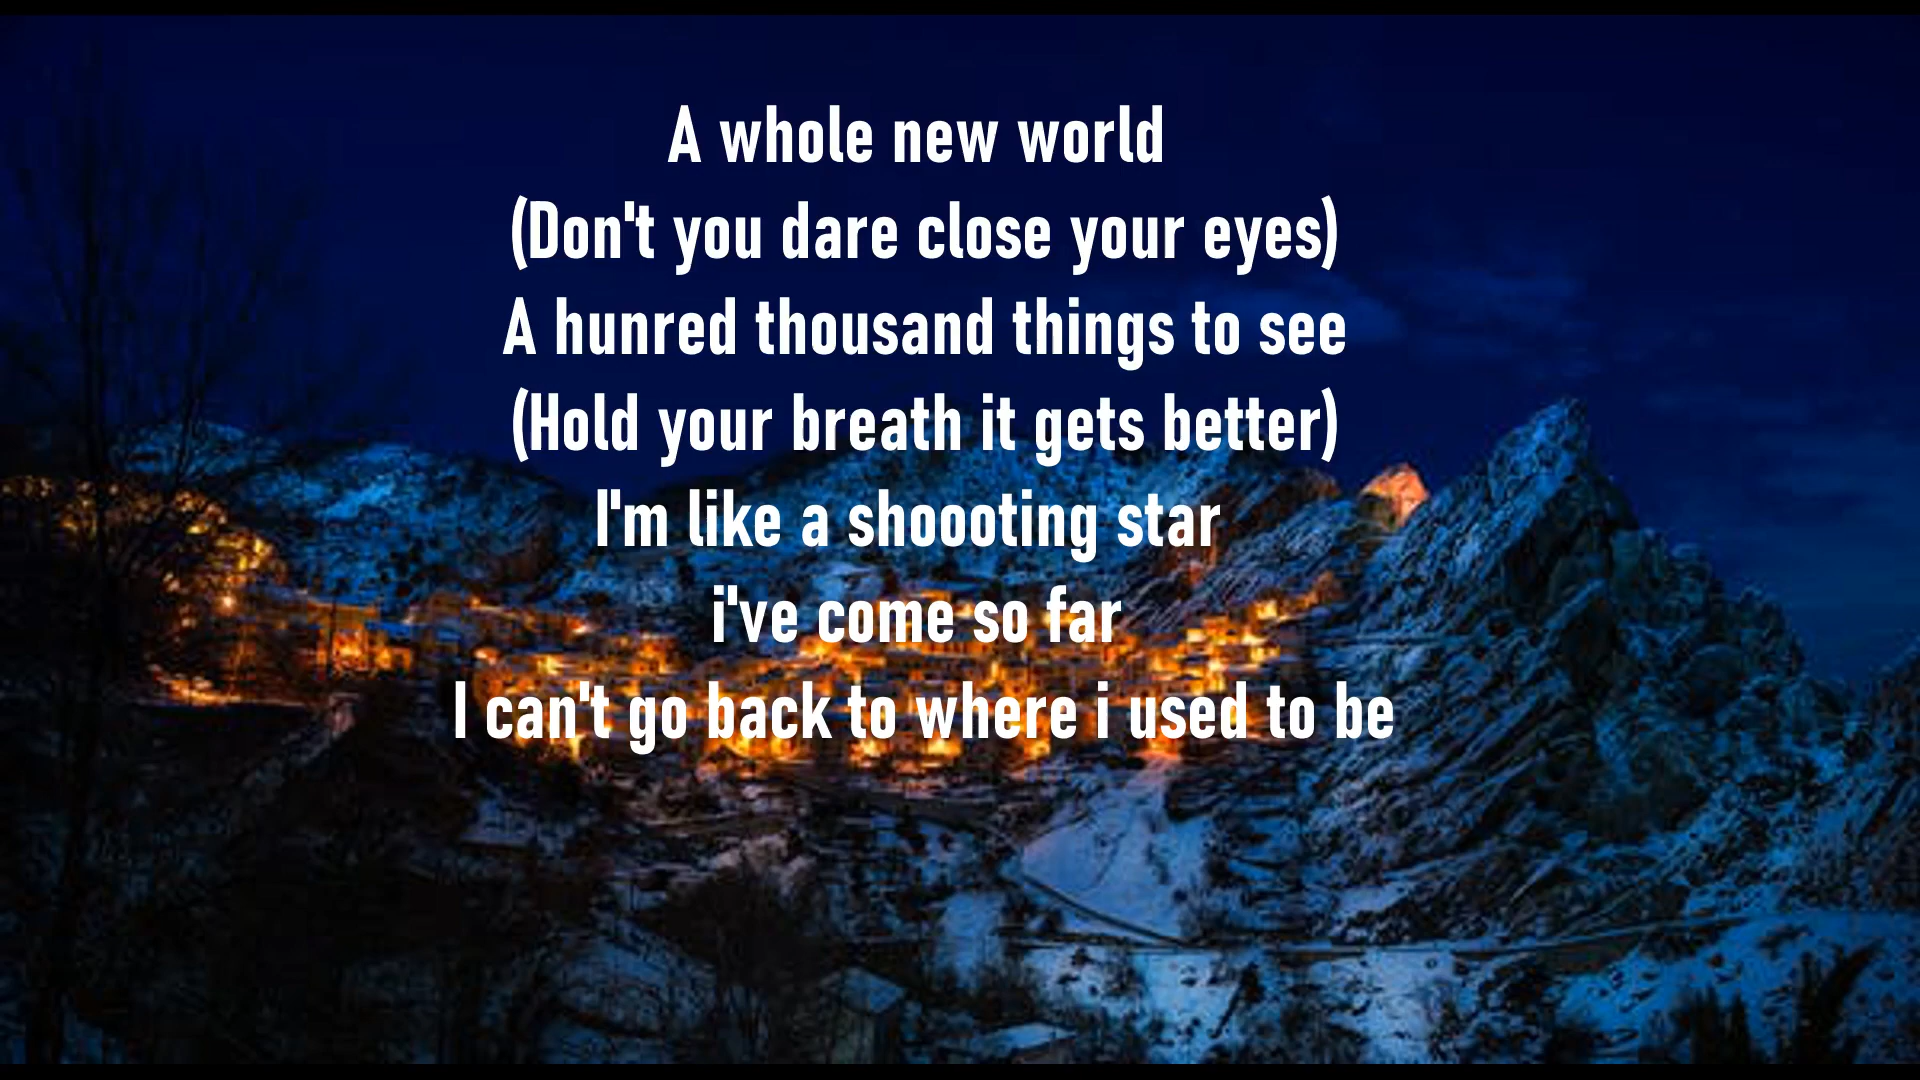 A whole new world
(Don't you dare close your eyes)
A hunred thousand things to see
(Hold your breath it gets better)
I'm like a shoooting star
i've come so far
I can't go back to where i used to be